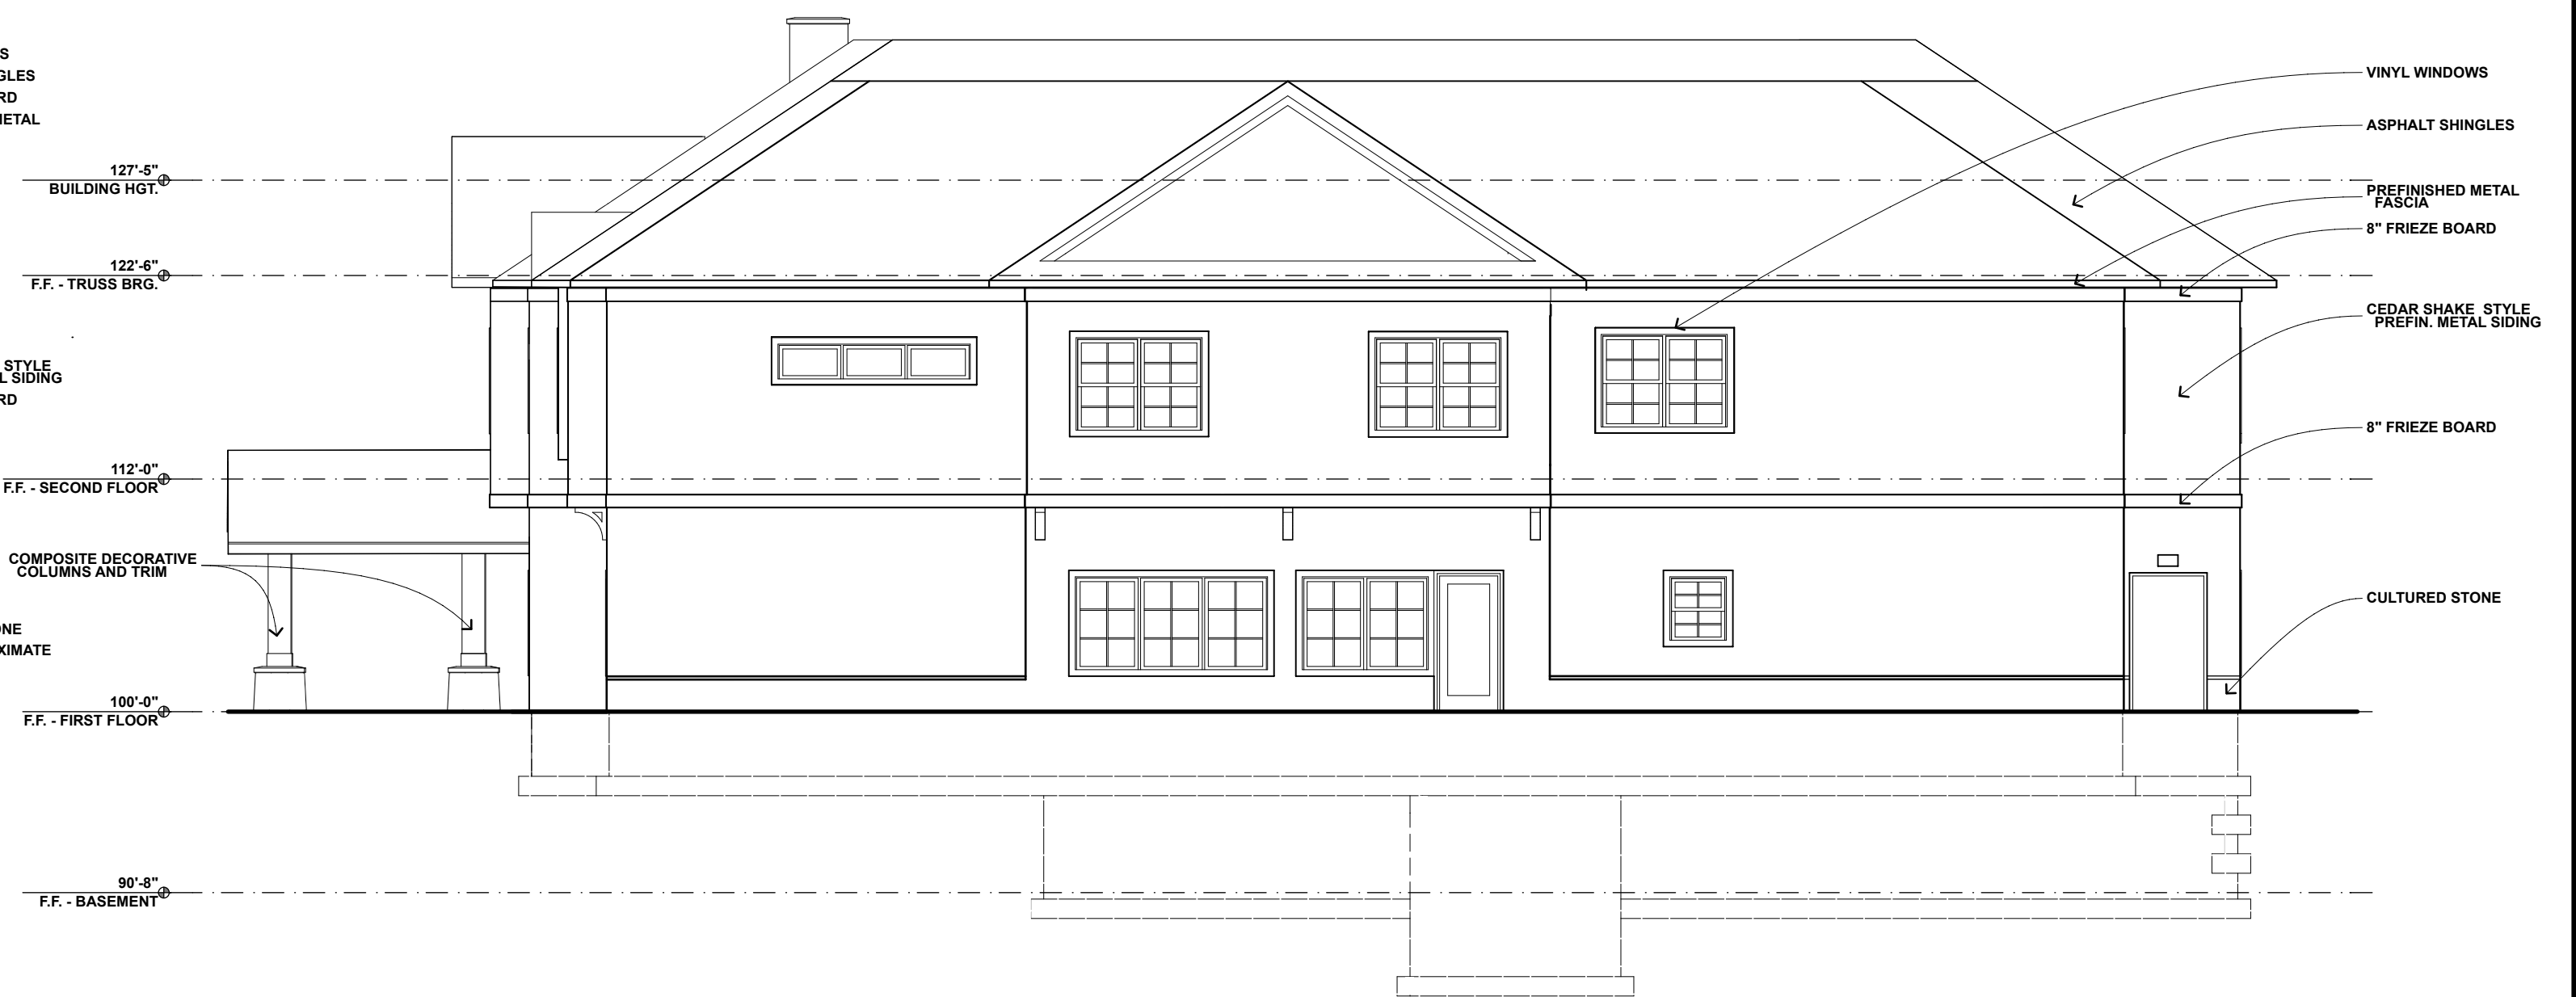 S
GLES
RD
METAL
127'-5"
BUILDING HGT.
122'-6"
F.F. - TRUSS BRG.
STYLE
L SIDING
RD
112'-0"
F.F. - SECOND FLOOR
COMPOSITE DECORATIVE
COLUMNS AND TRIM
ONE
XIMATE
100'-0"
F.F. - FIRST FLOOR
90'-8"
F.F. - BASEMENT
VINYL WINDOWS
ASPHALT SHINGLES
PREFINISHED METAL
FASCIA
8" FRIEZE BOARD
CEDAR SHAKE STYLE
PREFIN. METAL SIDING
8" FRIEZE BOARD
CULTURED STONE